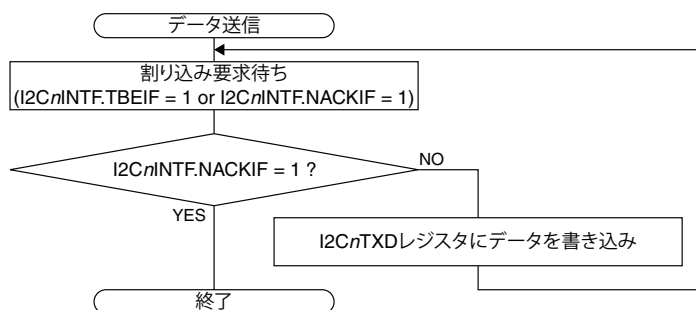 データ送信
割り込み要求待ち
(I2CnINTF.TBEIF = 1 or I2CnINTF.NACKIF = 1)
I2CnINTF.NACKIF = 1 ?
NO
YES
I2CnTXDレジスタにデータを書き込み
終了